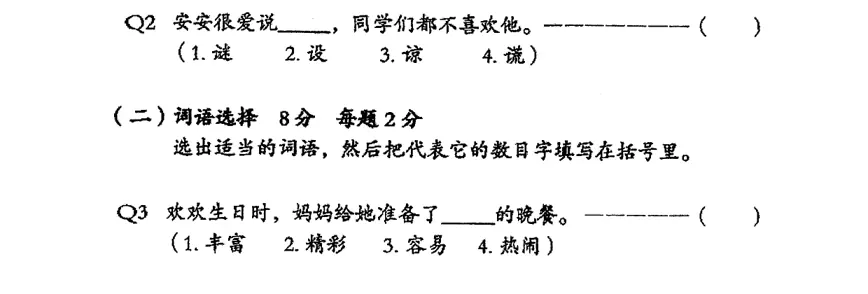 Q2 安安很爱说____，同学们都不喜欢他。————————（ ）
（1. 谜 2. 设 3. 谅 4. 谎）
（二）词语选择 8分 每题2分
选出适当的词语，然后把代表它的数目字填写在括号里。
Q3 欢欢生日时，妈妈给她准备了____的晚餐。——————（ ）
（1. 丰富 2. 精彩 3. 容易 4. 热闹）